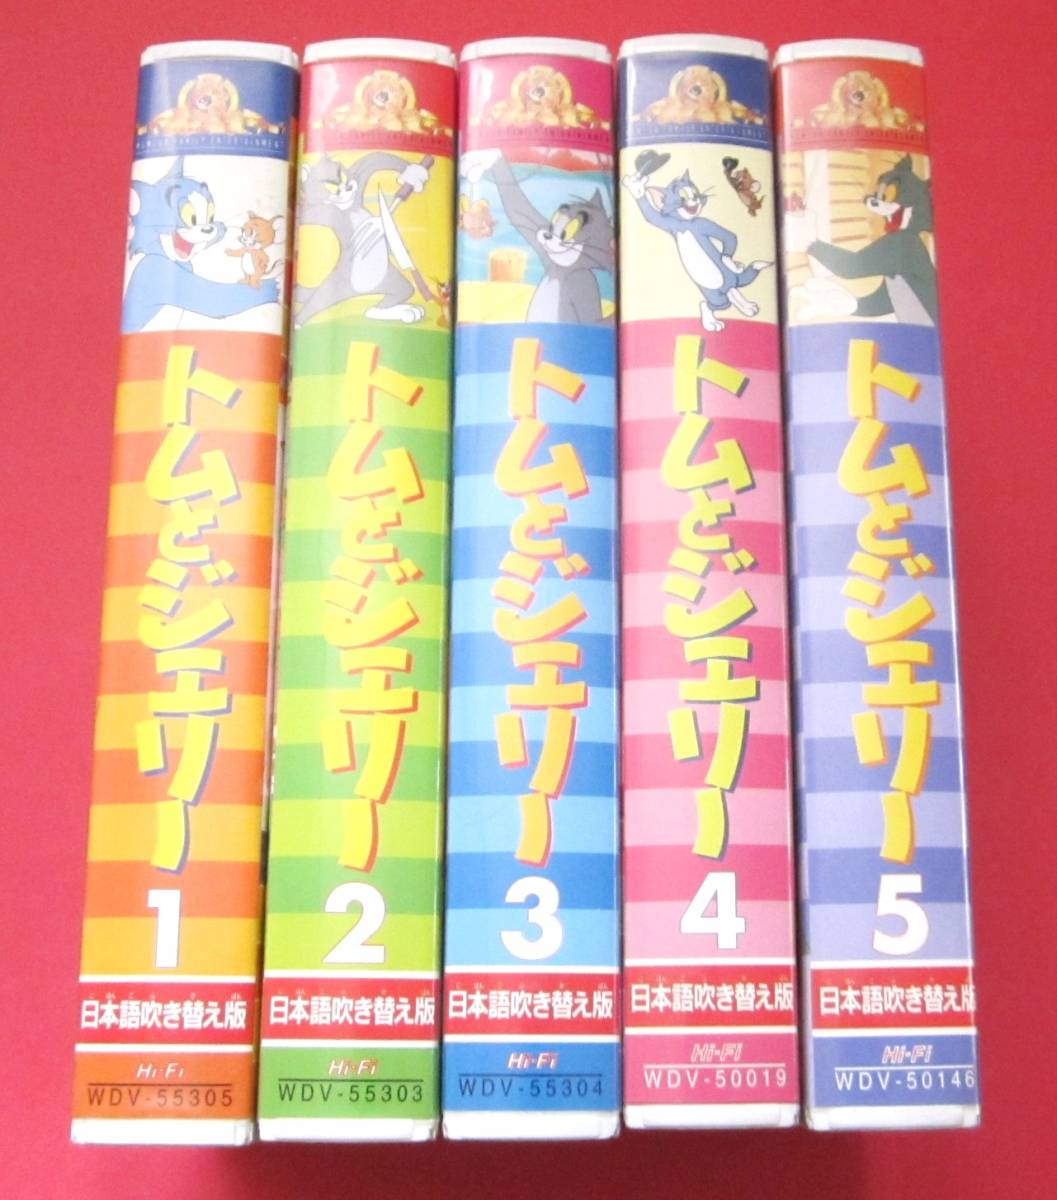 トムとジェリー
1
日本語吹き替え版
Hi-Fi
WDV-55305
トムとジェリー
2
日本語吹き替え版
Hi-Fi
WDV-55303
トムとジェリー
3
日本語吹き替え版
Hi-Fi
WDV-55304
トムとジェリー
4
日本語吹き替え版
Hi-Fi
WDV-50019
トムとジェリー
5
日本語吹き替え版
Hi-Fi
WDV-50146